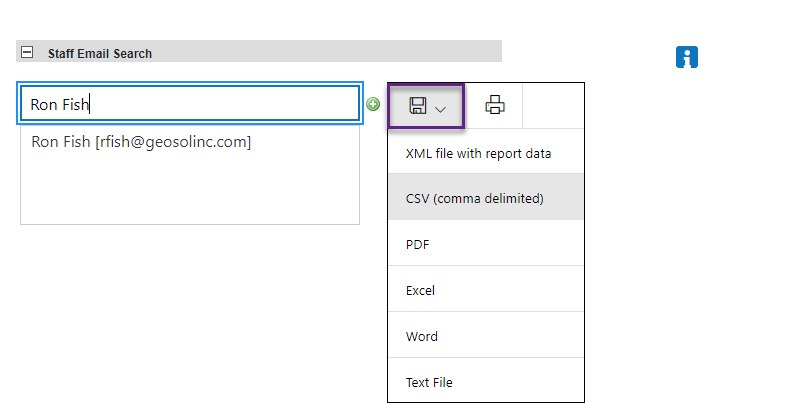 Staff Email Search
Ron Fish
Ron Fish [rfish@geosolinc.com]
XML file with report data
CSV (comma delimited)
PDF
Excel
Word
Text File